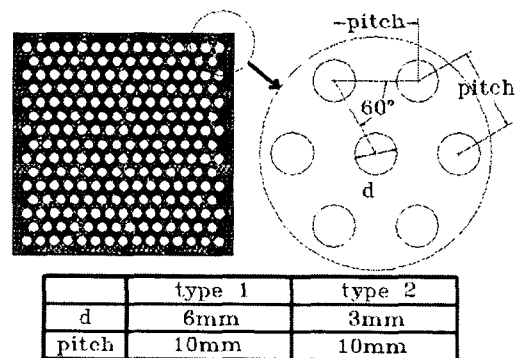 pitch
pitch
60°
d
type 1 type 2
d 6mm 3mm
pitch 10mm 10mm